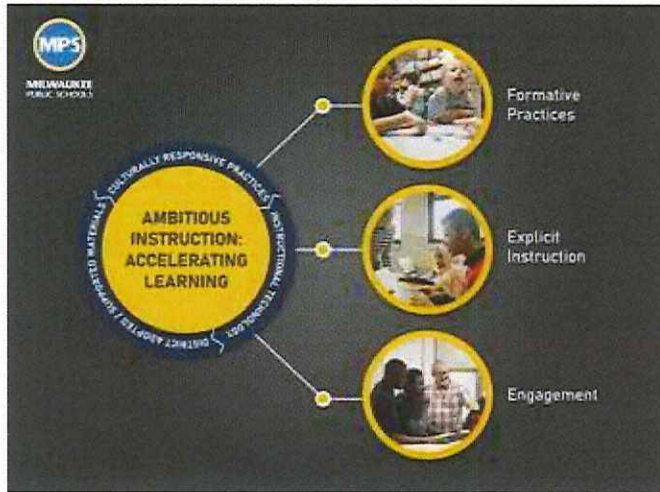 MPS
MILWAUKEE
PUBLIC SCHOOLS
CULTURALLY RESPONSIVE PRACTICES
INSTRUCTIONAL TECHNOLOGY
DISTRICT ADOPTED / SUPPORTED MATERIALS
AMBITIOUS
INSTRUCTION:
ACCELERATING
LEARNING
Formative
Practices
Explicit
Instruction
Engagement